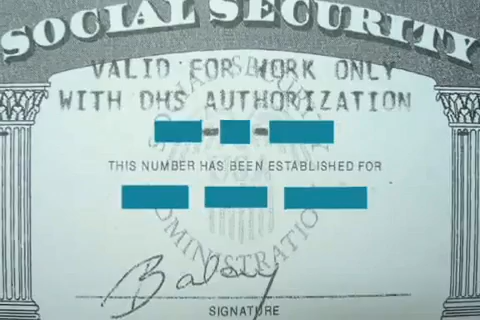 SOCIAL SECURITY
VALID FOR WORK ONLY
WITH DHS AUTHORIZATION
THIS NUMBER HAS BEEN ESTABLISHED FOR
SIGNATURE